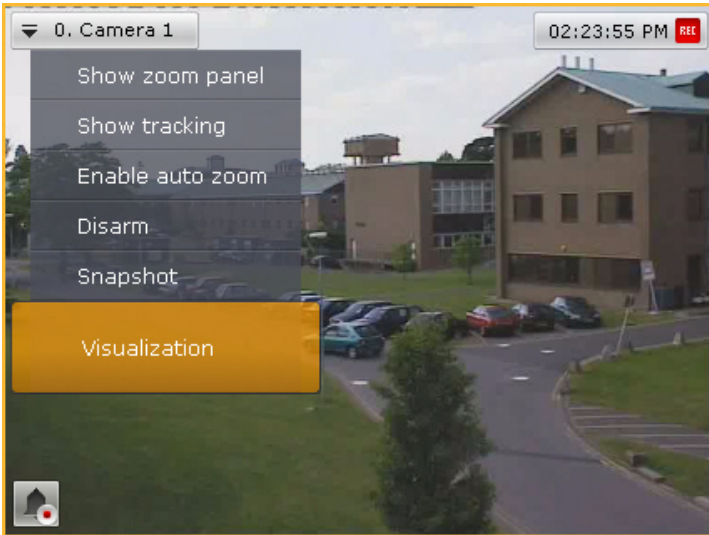 0. Camera 1
02:23:55 PM REC
Show zoom panel
Show tracking
Enable auto zoom
Disarm
Snapshot
Visualization